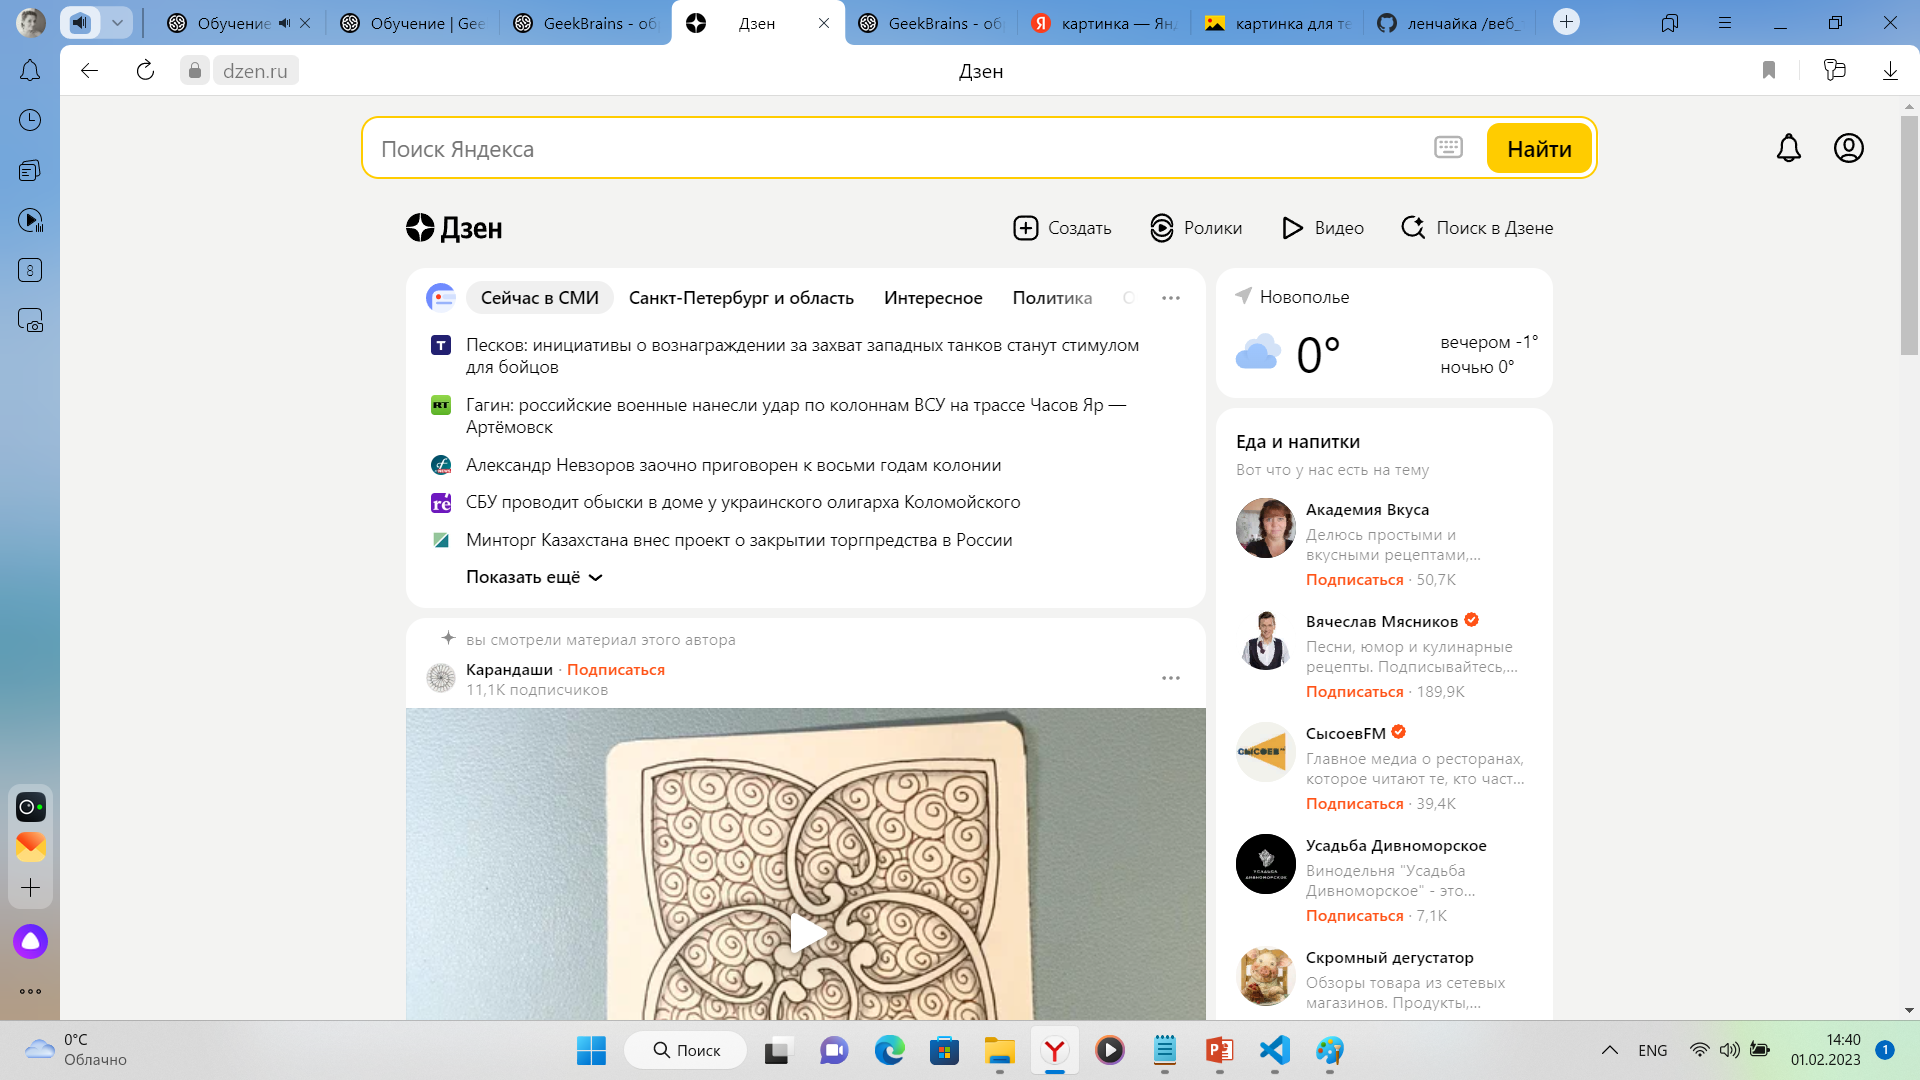 Обучение
Обучение | Gee
GeekBrains - об
Дзен
GeekBrains - об
картинка — Ян
картинка для те
ленчайка /веб_
dzen.ru
Дзен
8
Поиск Яндекса
Найти
Дзен
Создать
Ролики
Видео
Поиск в Дзене
Сейчас в СМИ
Санкт-Петербург и область
Интересное
Политика
Песков: инициативы о вознаграждении за захват западных танков станут стимулом
для бойцов
Гагин: российские военные нанесли удар по колоннам ВСУ на трассе Часов Яр —
Артёмовск
Александр Невзоров заочно приговорен к восьми годам колонии
СБУ проводит обыски в доме у украинского олигарха Коломойского
Минторг Казахстана внес проект о закрытии торгпредства в России
Показать ещё
вы смотрели материал этого автора
Карандаши · Подписаться
11,1K подписчиков
Новополье
0°
вечером -1°
ночью 0°
Еда и напитки
Вот что у нас есть на тему
Академия Вкуса
Делюсь простыми и
вкусными рецептами,...
Подписаться · 50,7K
Вячеслав Мясников
Песни, юмор и кулинарные
рецепты. Подписывайтесь,...
Подписаться · 189,9K
СысоевFM
Главное медиа о ресторанах,
которое читают те, кто част...
Подписаться · 39,4K
Усадьба Дивноморское
Винодельня "Усадьба
Дивноморское" - это...
Подписаться · 7,1K
Скромный дегустатор
Обзоры товара из сетевых
магазинов. Продукты,...
0°C
Облачно
Поиск
ENG
14:40
01.02.2023
1